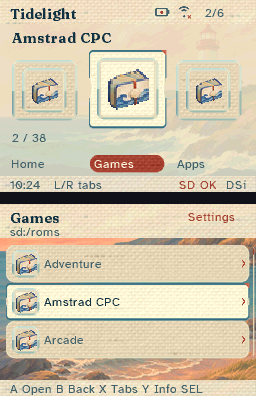 Tidelight 2/6
Amstrad CPC
2 / 38
Home Games Apps
10:24 L/R tabs SD OK DSi
Games Settings
sd:/roms
Adventure ›
Amstrad CPC ›
Arcade ›
A Open B Back X Tabs Y Info SEL